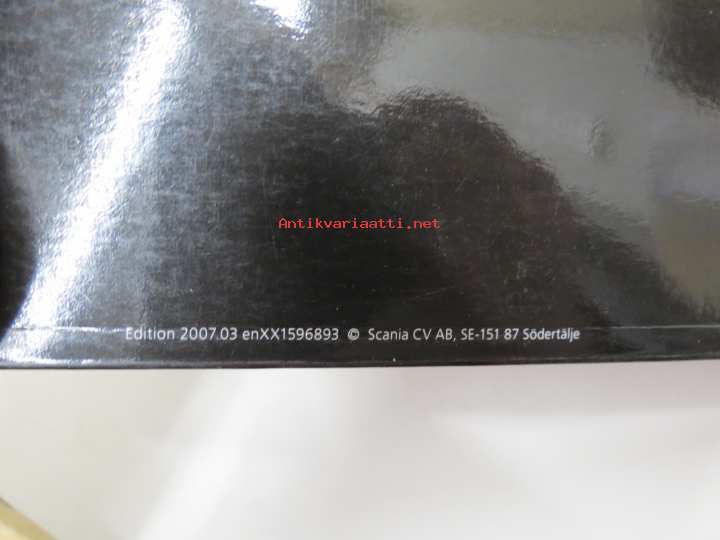 Antikvariaatti.net
Edition 2007.03 enXX1596893 © Scania CV AB, SE-151 87 Södertälje